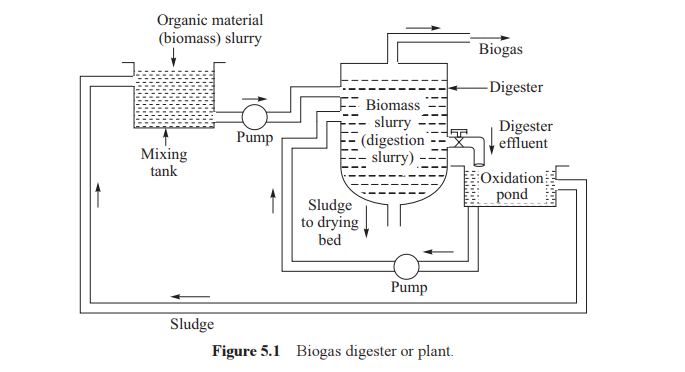 Organic material
(biomass) slurry
Biogas
Digester
Biomass
slurry
(digestion
slurry)
Pump
Digester
effluent
Mixing
tank
Oxidation
pond
Sludge
to drying
bed
Pump
Sludge
Figure 5.1 Biogas digester or plant.